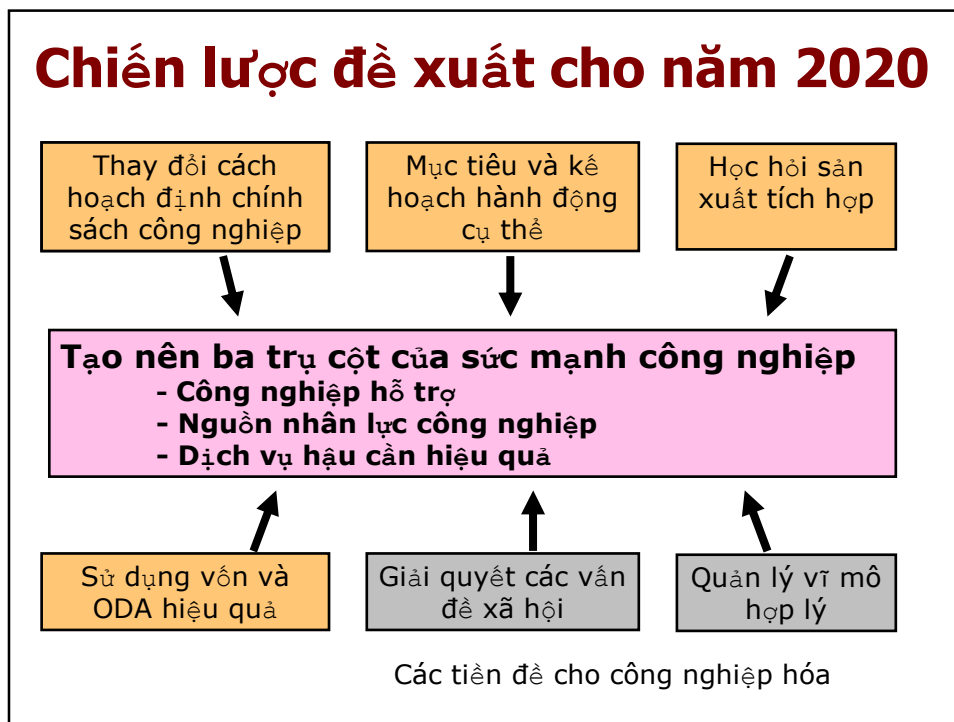 Chiến lược đề xuất cho năm 2020
Thay đổi cách
hoạch định chính
sách công nghiệp
Mục tiêu và kế
hoạch hành động
cụ thể
Học hỏi sản
xuất tích hợp
Tạo nên ba trụ cột của sức mạnh công nghiệp
- Công nghiệp hỗ trợ
- Nguồn nhân lực công nghiệp
- Dịch vụ hậu cần hiệu quả
Sử dụng vốn và
ODA hiệu quả
Giải quyết các vấn
đề xã hội
Quản lý vĩ mô
hợp lý
Các tiền đề cho công nghiệp hóa